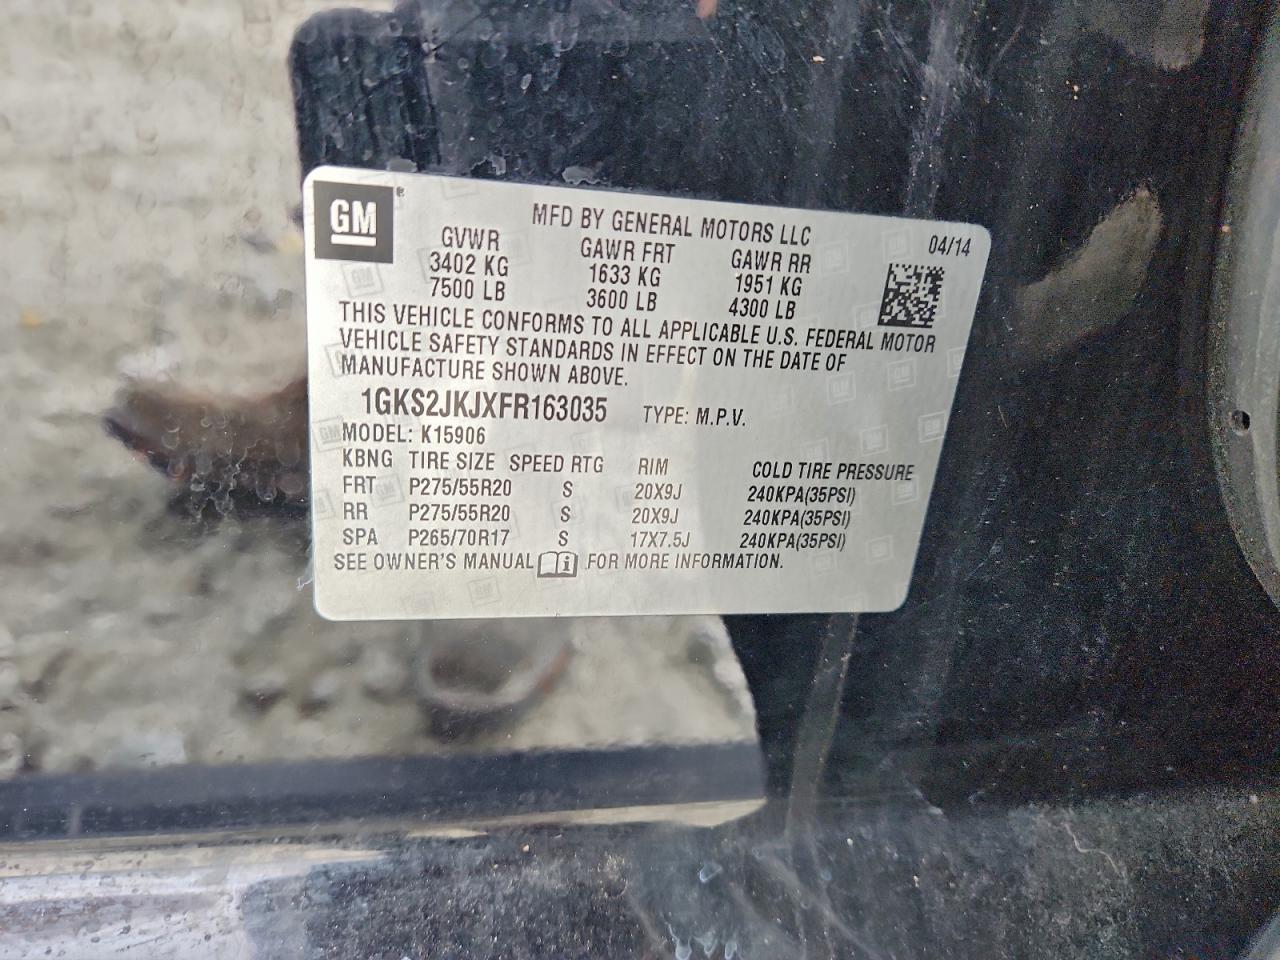 GM ®
MFD BY GENERAL MOTORS LLC
04/14
GVWR GAWR FRT GAWR RR
3402 KG 1633 KG 1951 KG
7500 LB 3600 LB 4300 LB
THIS VEHICLE CONFORMS TO ALL APPLICABLE U.S. FEDERAL MOTOR
VEHICLE SAFETY STANDARDS IN EFFECT ON THE DATE OF
MANUFACTURE SHOWN ABOVE.
1GKS2JKJXFR163035 TYPE: M.P.V.
MODEL: K15906
KBNG TIRE SIZE SPEED RTG RIM COLD TIRE PRESSURE
FRT P275/55R20 S 20X9J 240KPA(35PSI)
RR P275/55R20 S 20X9J 240KPA(35PSI)
SPA P265/70R17 S 17X7.5J 240KPA(35PSI)
SEE OWNER'S MANUAL i FOR MORE INFORMATION.